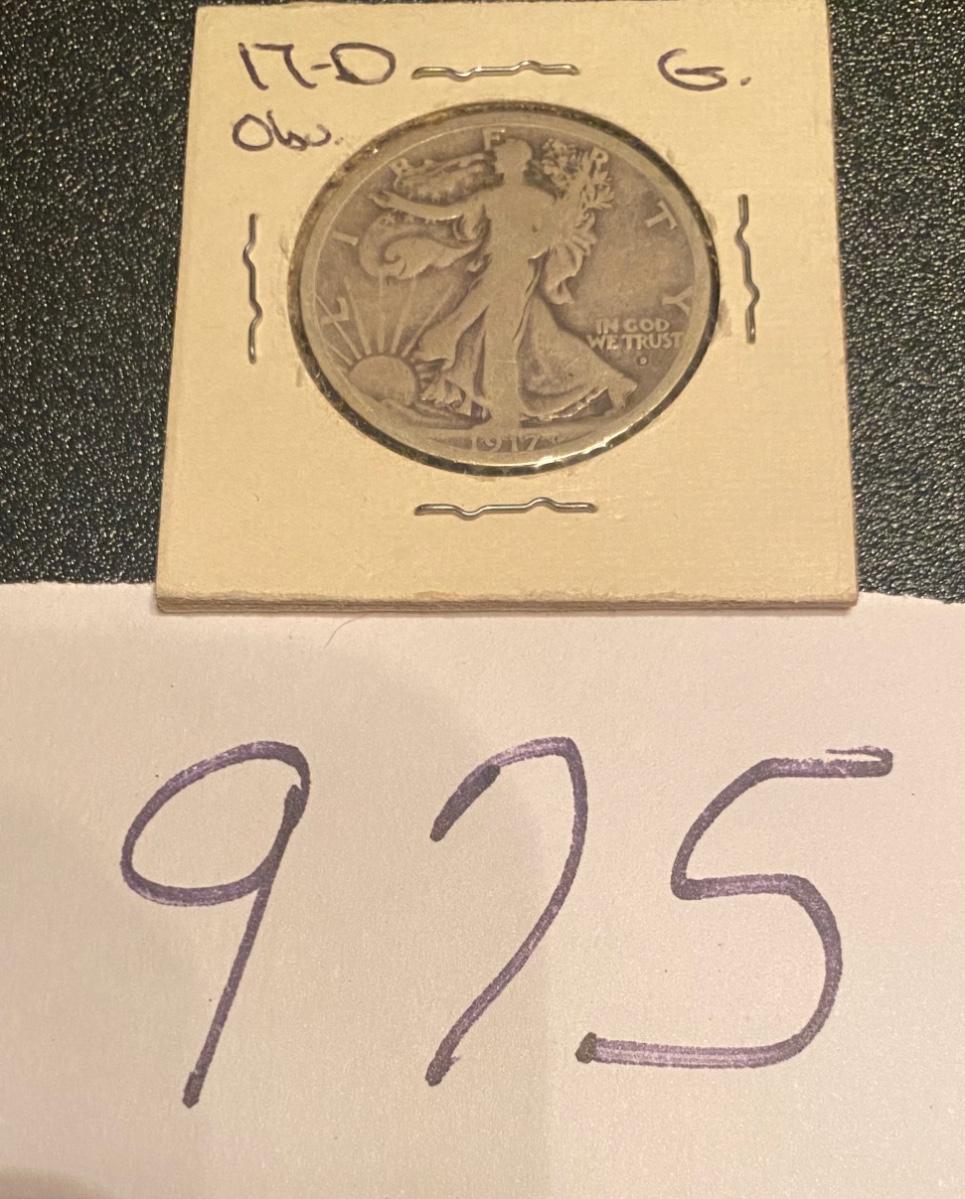 17-D G.
Obv.
LIBERTY
IN GOD
WE TRUST
D
1917
975